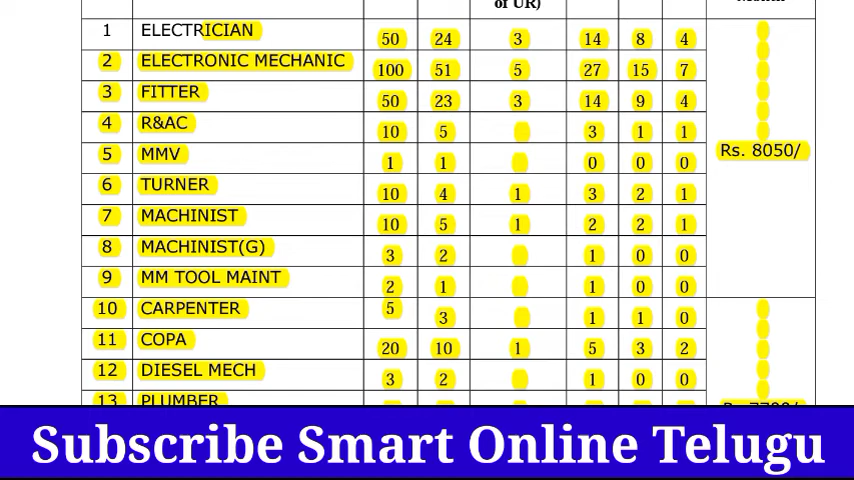 of UR)
1 ELECTRICIAN 50 24 3 14 8 4
2 ELECTRONIC MECHANIC 100 51 5 27 15 7
3 FITTER 50 23 3 14 9 4
4 R&AC 10 5 3 1 1
5 MMV 1 1 0 0 0
Rs. 8050/
6 TURNER 10 4 1 3 2 1
7 MACHINIST 10 5 1 2 2 1
8 MACHINIST(G) 3 2 1 0 0
9 MM TOOL MAINT 2 1 1 0 0
10 CARPENTER 5 3 1 1 0
11 COPA 20 10 1 5 3 2
12 DIESEL MECH 3 2 1 0 0
13 PLUMBER
Subscribe Smart Online Telugu